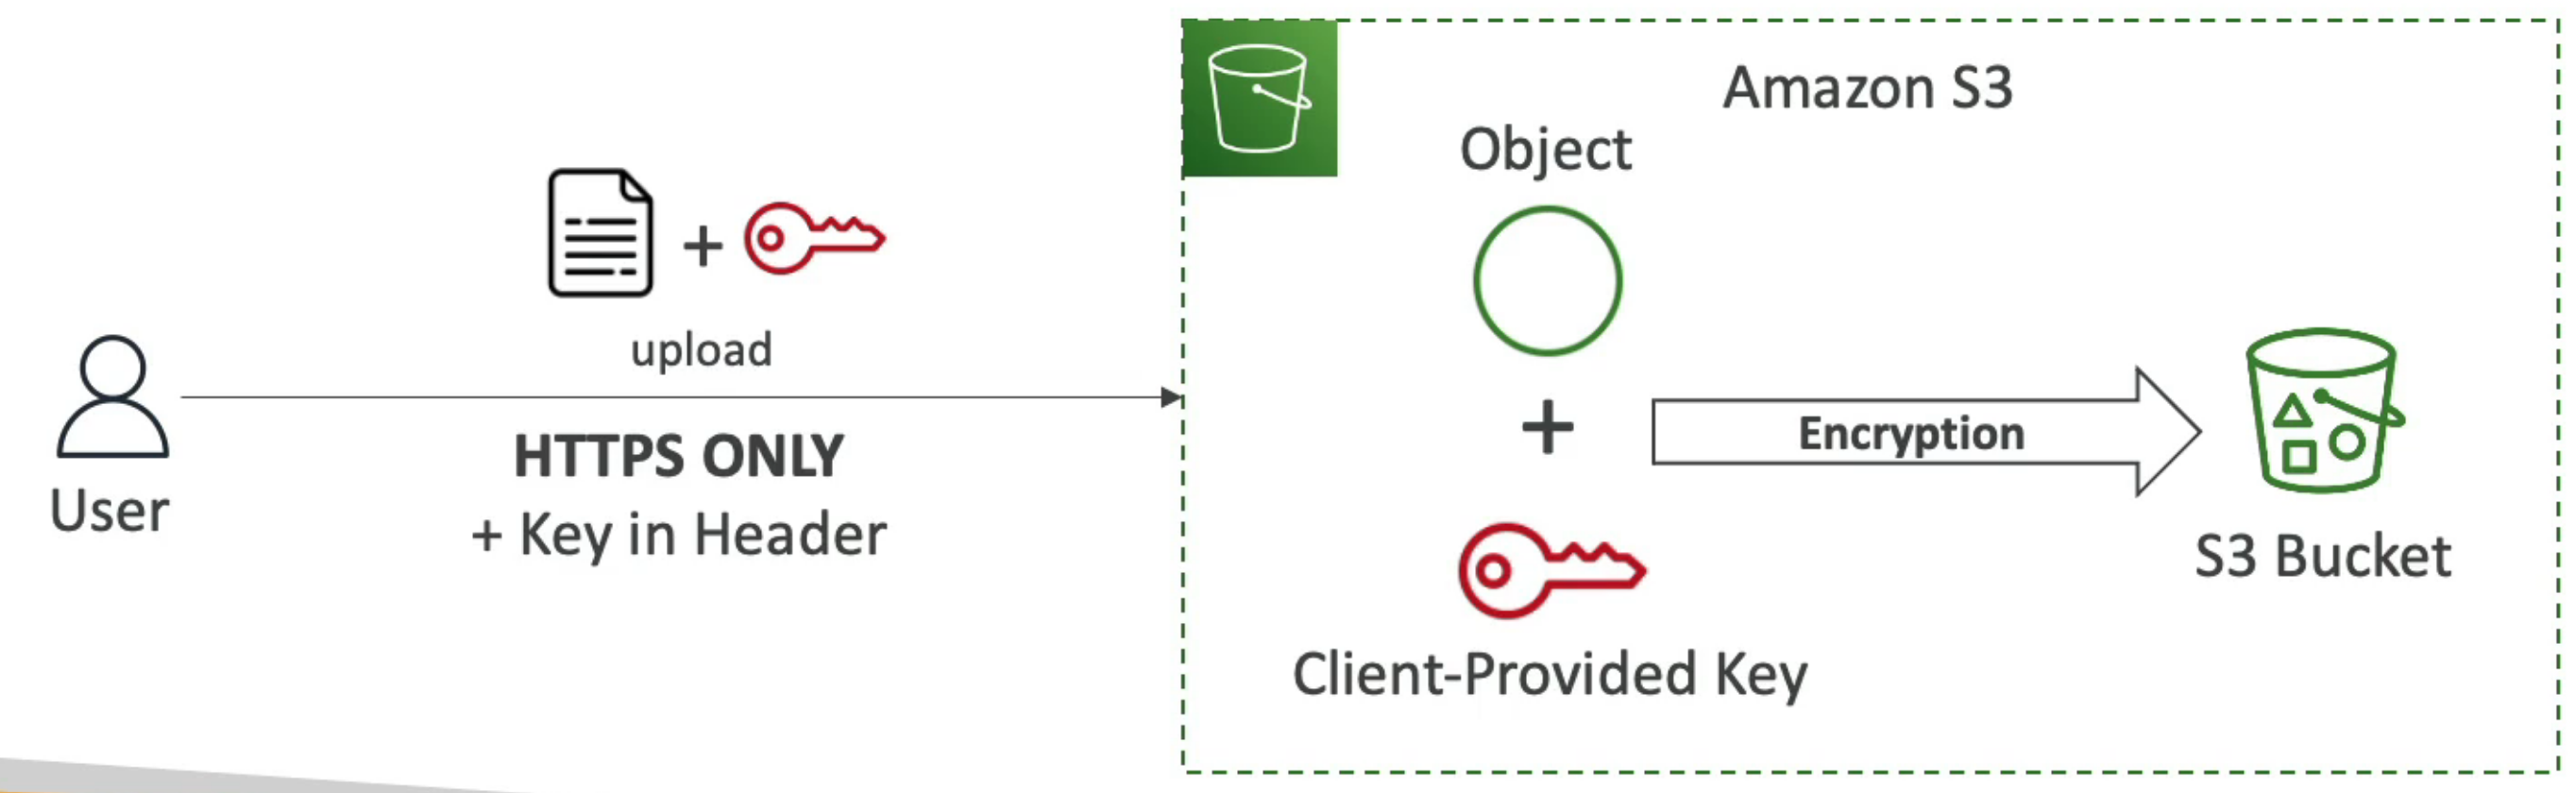 Amazon S3
Object
+
upload
HTTPS ONLY
+ Key in Header
User
+
Encryption
S3 Bucket
Client-Provided Key